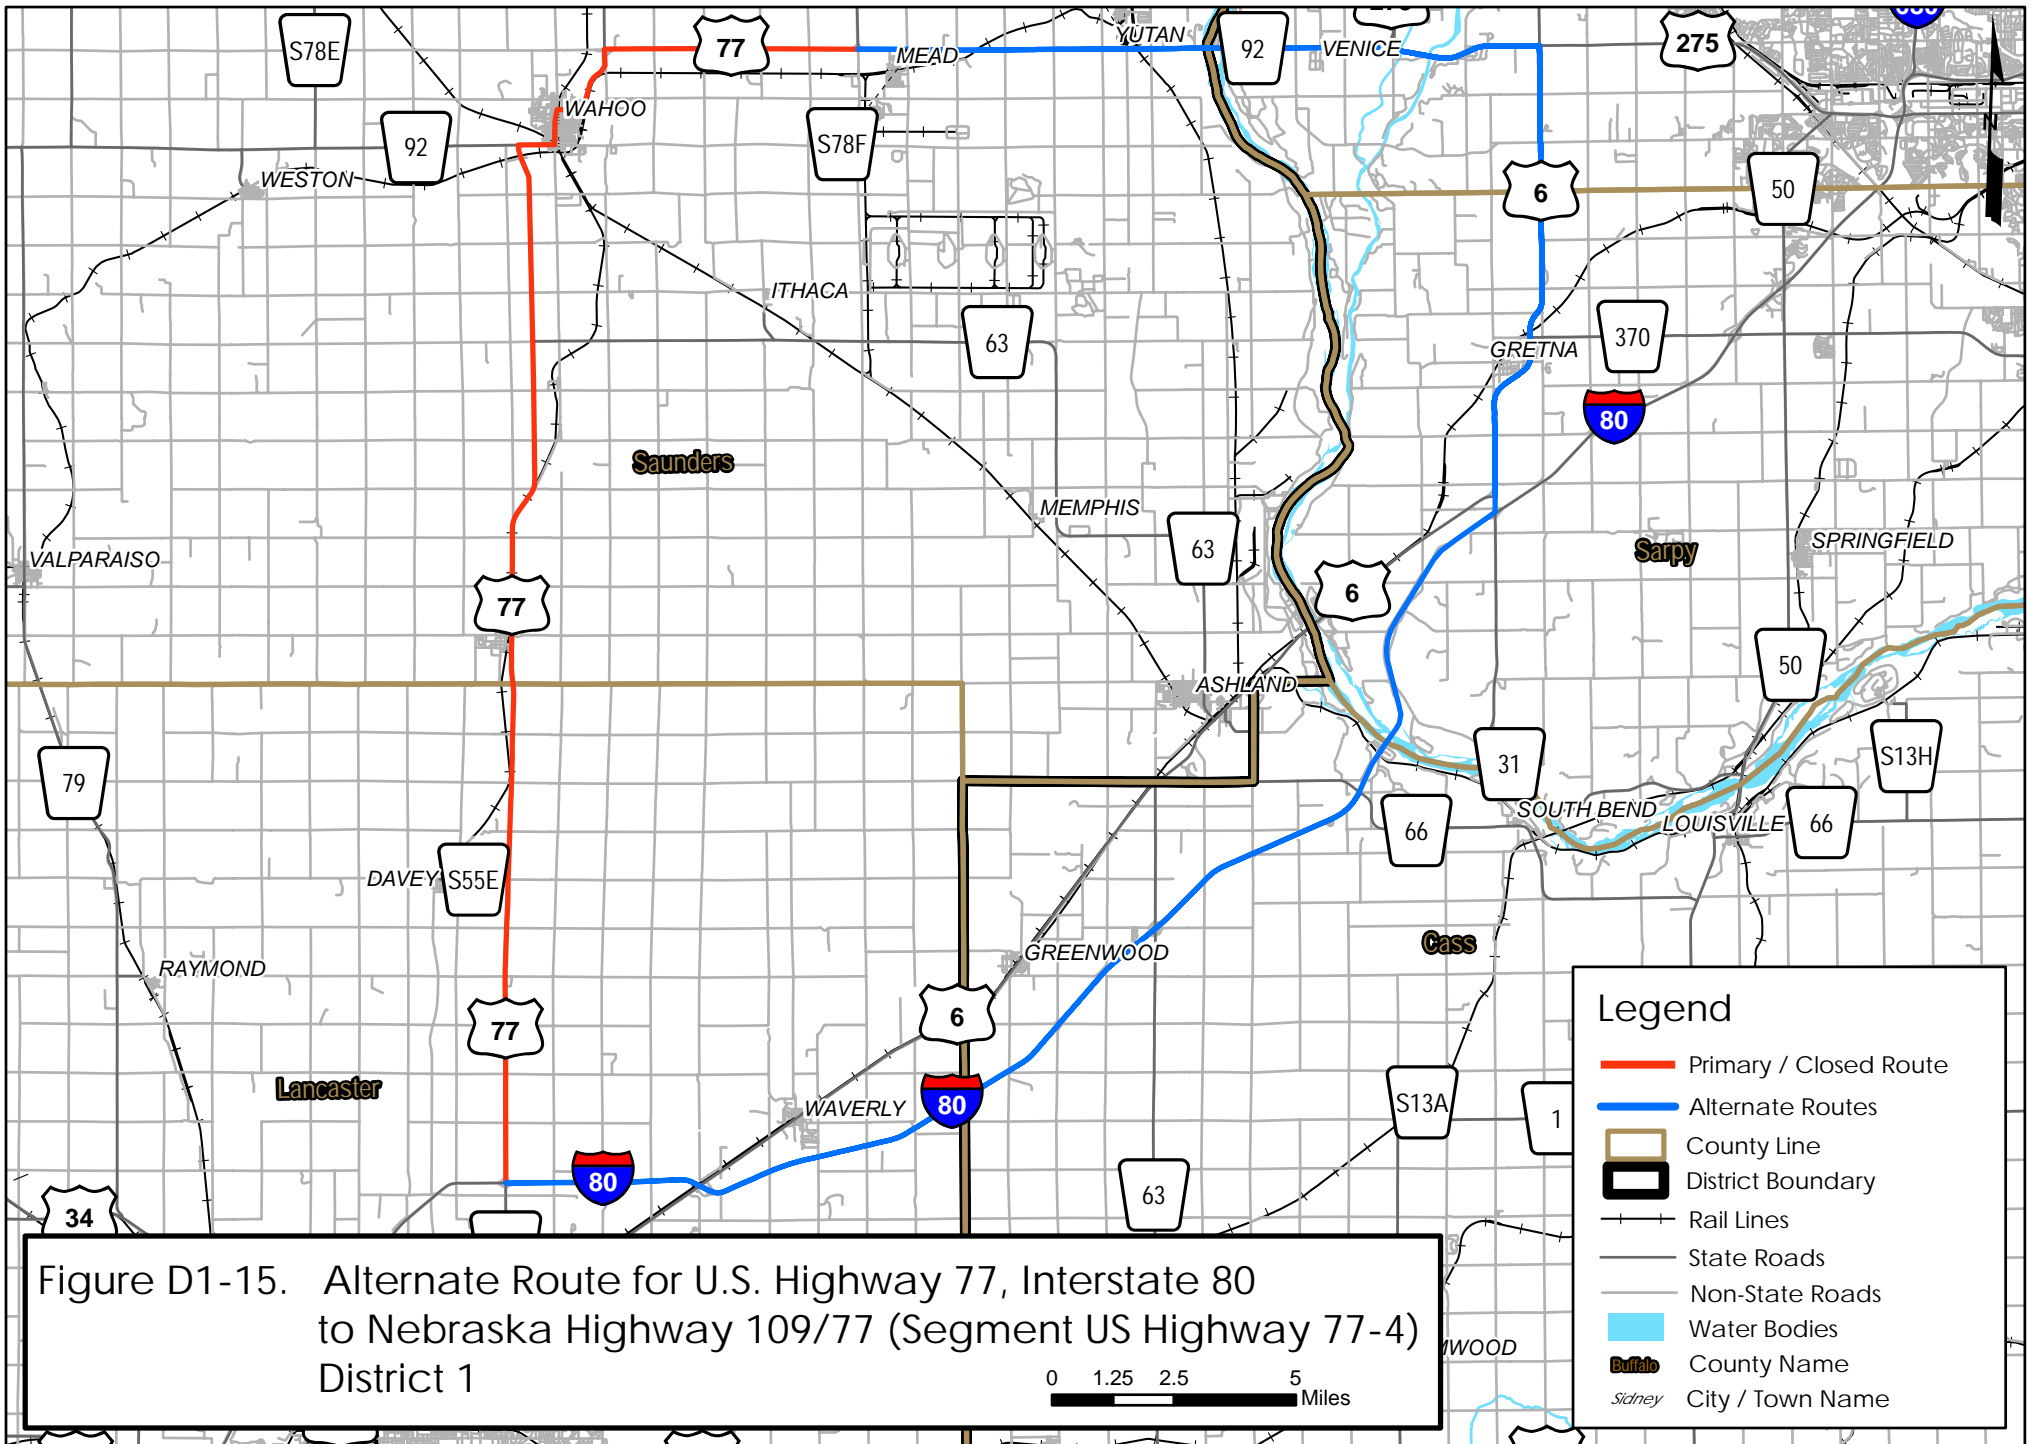 S78E
77
MEAD
YUTAN
92
VENICE
275
WAHOO
92
S78F
WESTON
6
50
ITHACA
63
GRETNA
370
80
Saunders
MEMPHIS
63
VALPARAISO
77
6
Sarpy
SPRINGFIELD
50
ASHLAND
79
31
S13H
66
SOUTH BEND
LOUISVILLE
66
DAVEY
S55E
GREENWOOD
Cass
RAYMOND
6
77
Lancaster
WAVERLY
80
S13A
1
80
63
34
Legend
Primary / Closed Route
Alternate Routes
County Line
District Boundary
Rail Lines
State Roads
Non-State Roads
Water Bodies
Buffalo County Name
Sidney City / Town Name
Figure D1-15. Alternate Route for U.S. Highway 77, Interstate 80
to Nebraska Highway 109/77 (Segment US Highway 77-4)
District 1
0 1.25 2.5 5
Miles
WOOD